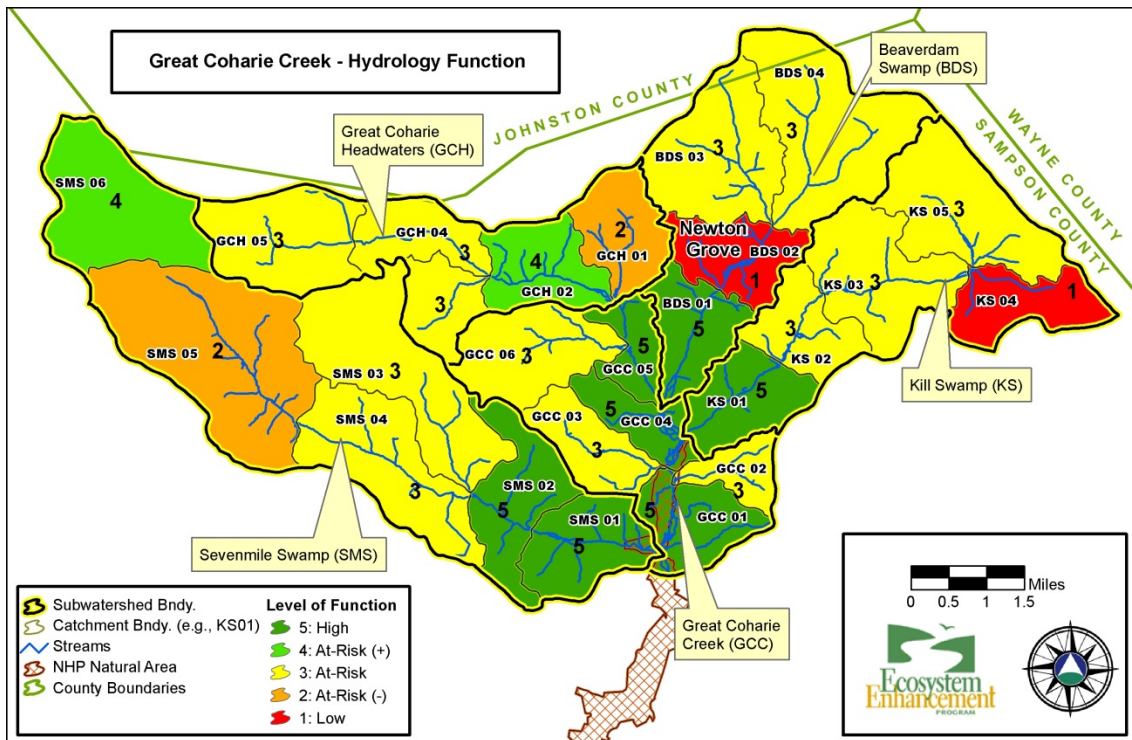 Great Coharie Creek - Hydrology Function
Beaverdam
Swamp (BDS)
BDS 04
JOHNSTON COUNTY
WAYNE COUNTY
SAMPSON COUNTY
Great Coharie
Headwaters (GCH)
SMS 06
4
BDS 03
3
3
GCH 05
3
GCH 04
3
3
4
GCH 02
2
GCH 01
Newton
Grove
BDS 02
1
KS 05
3
KS 03
3
KS 04
1
3
KS 02
BDS 01
5
SMS 05
2
SMS 03
3
GCC 06
3
5
GCC 05
KS 01
5
Kill Swamp (KS)
SMS 04
3
GCC 03
3
5
GCC 04
GCC 02
3
SMS 02
5
SMS 01
5
5
GCC 01
Sevenmile Swamp (SMS)
Great Coharie
Creek (GCC)
Subwatershed Bndy.
Catchment Bndy. (e.g., KS01)
Streams
NHP Natural Area
County Boundaries
Level of Function
5: High
4: At-Risk (+)
3: At-Risk
2: At-Risk (-)
1: Low
Miles
0 0.5 1 1.5
Ecosystem
Enhancement
PROGRAM